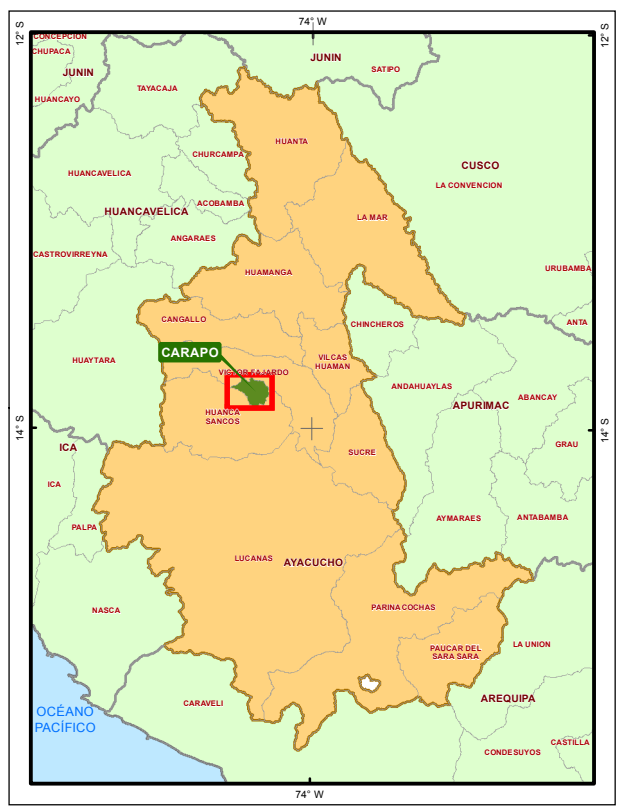 74° W
12° S
12° S
CONCEPCION
CHUPACA
JUNIN
JUNIN
SATIPO
TAYACAJA
HUANCAYO
HUANTA
CHURCAMPA
CUSCO
HUANCAVELICA
LA CONVENCION
ACOBAMBA
HUANCAVELICA
LA MAR
ANGARAES
CASTROVIRREYNA
URUBAMBA
HUAMANGA
CANGALLO
CHINCHEROS
ANTA
CARAPO
HUAYTARA
VILCAS
HUAMAN
VICTOR FAJARDO
ANDAHUAYLAS
ABANCAY
APURIMAC
HUANCA
SANCOS
14° S
14° S
GRAU
ICA
SUCRE
ICA
AYMARAES
ANTABAMBA
PALPA
LUCANAS
AYACUCHO
NASCA
PARINACOCHAS
LA UNION
PAUCAR DEL
SARA SARA
CARAVELI
AREQUIPA
OCÉANO
PACÍFICO
CASTILLA
CONDESUYOS
74° W